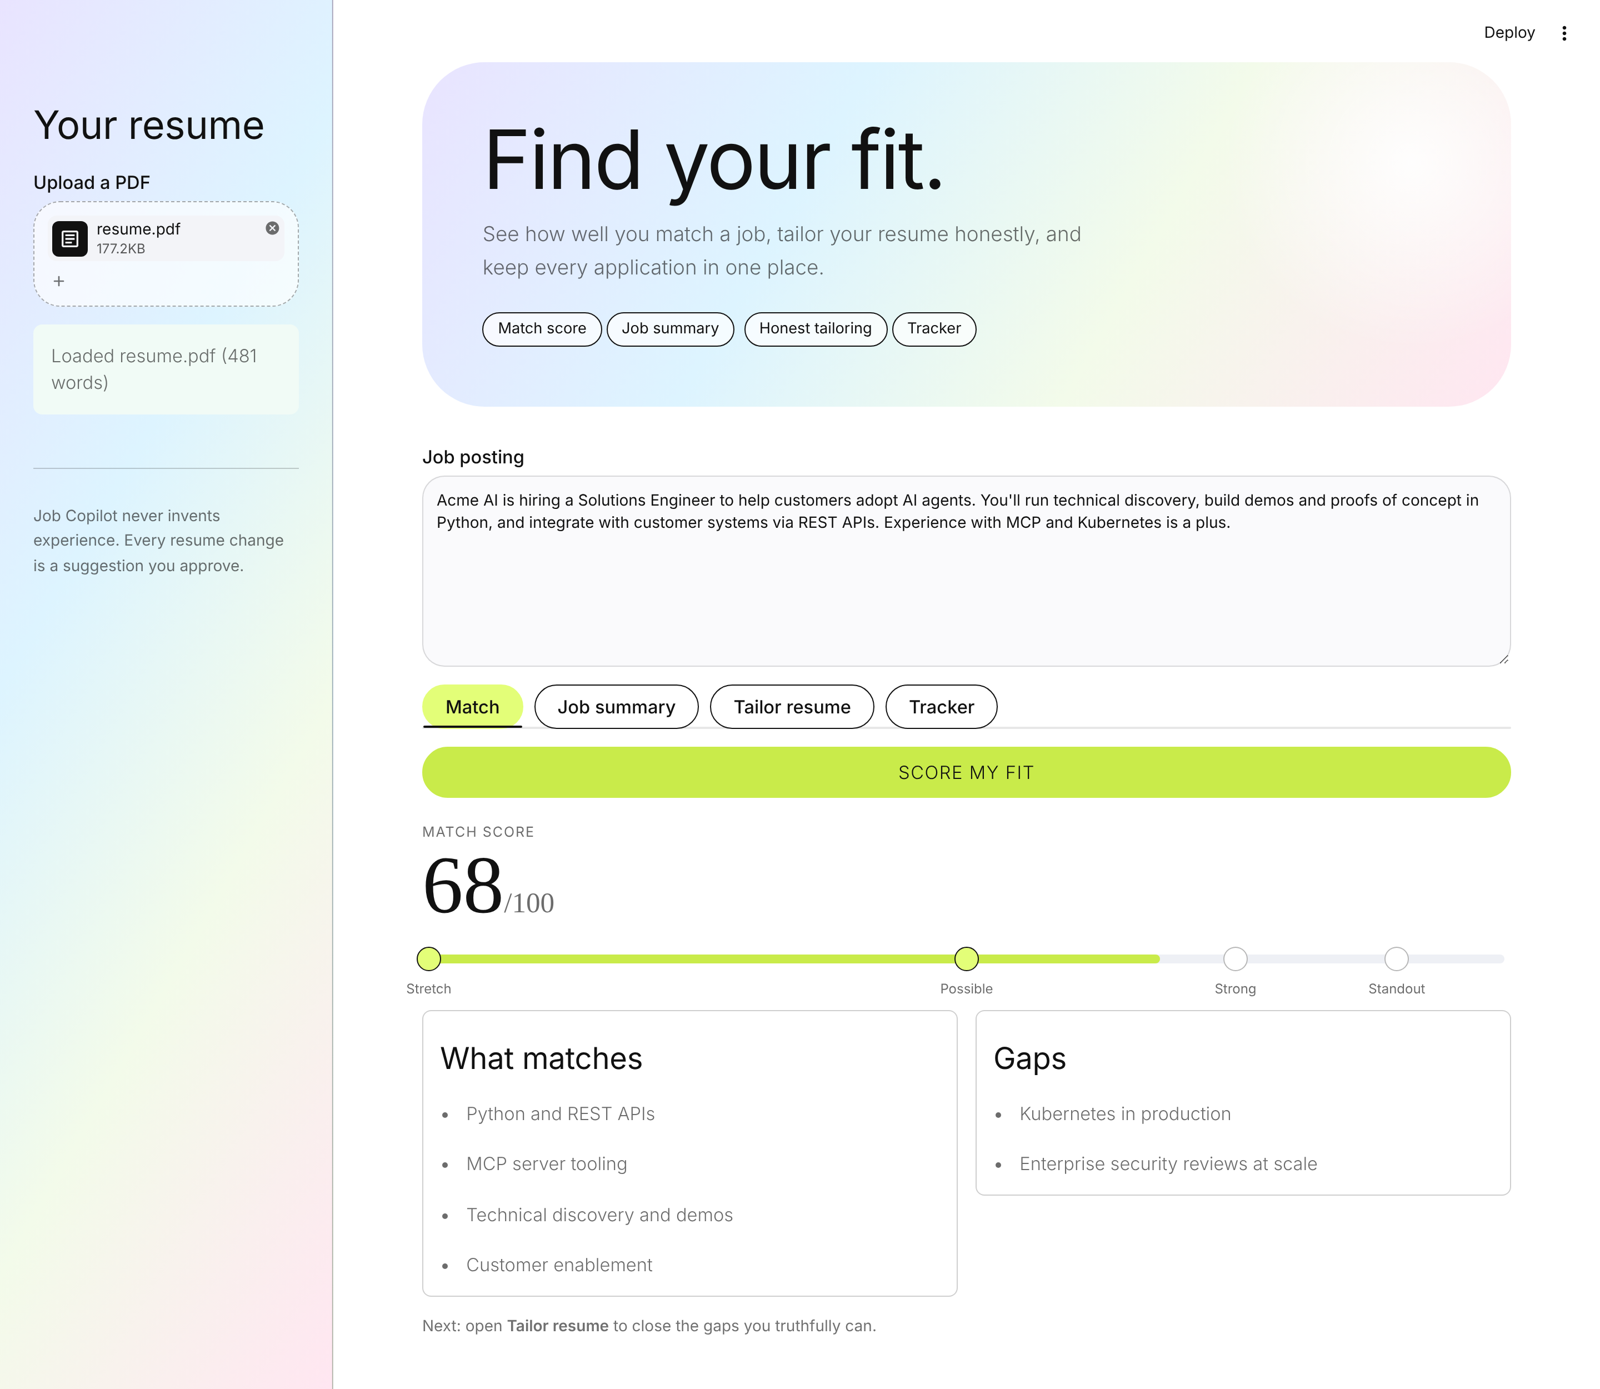 Deploy
Your resume
Upload a PDF
resume.pdf
177.2KB
+
Loaded resume.pdf (481
words)
Job Copilot never invents
experience. Every resume change
is a suggestion you approve.
Find your fit.
See how well you match a job, tailor your resume honestly, and
keep every application in one place.
Match score
Job summary
Honest tailoring
Tracker
Job posting
Acme AI is hiring a Solutions Engineer to help customers adopt AI agents. You'll run technical discovery, build demos and proofs of concept in
Python, and integrate with customer systems via REST APIs. Experience with MCP and Kubernetes is a plus.
Match
Job summary
Tailor resume
Tracker
SCORE MY FIT
MATCH SCORE
68/100
Stretch
Possible
Strong
Standout
What matches
• Python and REST APIs
• MCP server tooling
• Technical discovery and demos
• Customer enablement
Gaps
• Kubernetes in production
• Enterprise security reviews at scale
Next: open Tailor resume to close the gaps you truthfully can.